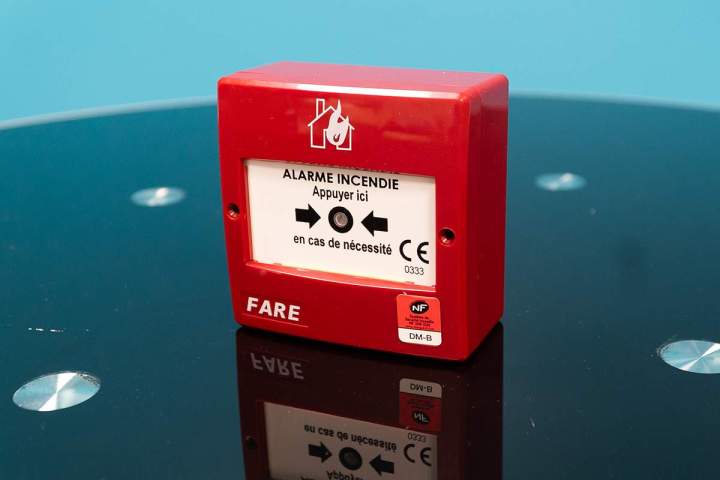 ALARME INCENDIE
Appuyer ici
en cas de nécessité
CE
0333
FARE
NF
DM-B